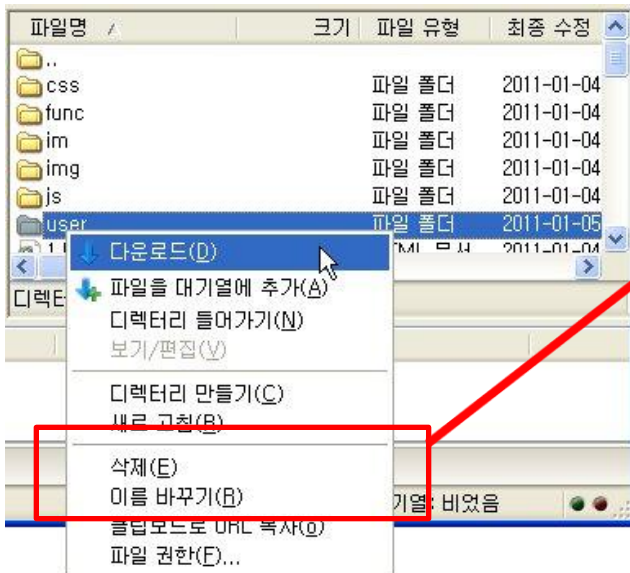 파일명 크기 파일 유형 최종 수정
..
css 파일 폴더 2011-01-04
func 파일 폴더 2011-01-04
im 파일 폴더 2011-01-04
img 파일 폴더 2011-01-04
js 파일 폴더 2011-01-04
user 파일 폴더 2011-01-05
2011-01-04
다운로드(D)
파일을 대기열에 추가(A)
디렉터리 들어가기(N)
보기/편집(V)
디렉터리 만들기(C)
새로 고침(R)
삭제(E)
이름 바꾸기(R)
클립보드로 URL 복사(o)
파일 권한(F)...
기열: 비었음